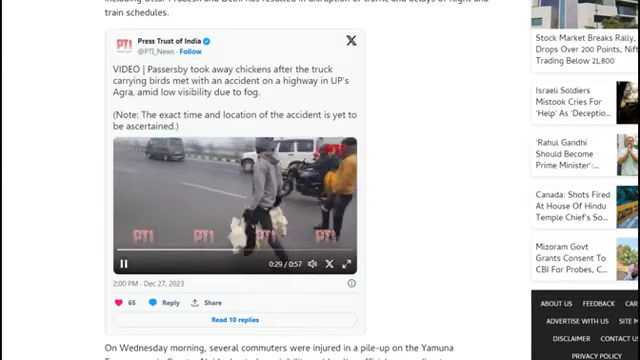 including Uttar Pradesh and Delhi has resulted in disruption of traffic and delays of flight and
train schedules.
PTI
Press Trust of India
@PTI_News · Follow
X
VIDEO | Passersby took away chickens after the truck
carrying birds met with an accident on a highway in UP's
Agra, amid low visibility due to fog.
(Note: The exact time and location of the accident is yet to
be ascertained.)
PTI
PTI PTI PTI PTI
0:29 / 0:57
2:00 PM · Dec 27, 2023
65 Reply Share
Read 10 replies
On Wednesday morning, several commuters were injured in a pile-up on the Yamuna
Stock Market Breaks Rally,
Drops Over 200 Points, Nift
Trading Below 21,800
Israeli Soldiers
Mistook Cries For
'Help' As 'Deceptio...
'Rahul Gandhi
Should Become
Prime Minister':...
Canada: Shots Fired
At House Of Hindu
Temple Chief's So...
Mizoram Govt
Grants Consent To
CBI For Probes, C...
ABOUT US FEEDBACK CAR
ADVERTISE WITH US SITE M
DISCLAIMER CONTACT
PRIVACY POLICY